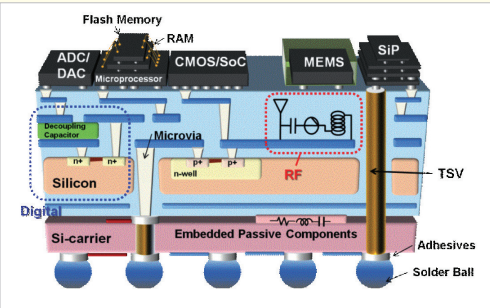 Flash Memory
RAM
ADC/
DAC
Microprocessor
CMOS/SoC
MEMS
SiP
Decoupling
Capacitor
Microvia
n+
n+
p+
p+
n-well
Silicon
RF
TSV
Digital
Si-carrier
Embedded Passive Components
Adhesives
Solder Ball